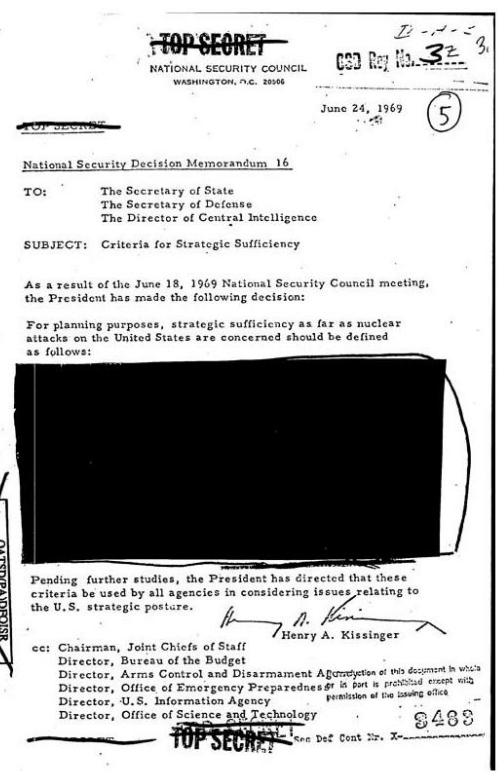 TOP SECRET
NATIONAL SECURITY COUNCIL
WASHINGTON, D.C. 20506
3
June 24, 1969
5
TOP SECRET
National Security Decision Memorandum 16
TO: The Secretary of State
The Secretary of Defense
The Director of Central Intelligence
SUBJECT: Criteria for Strategic Sufficiency
As a result of the June 18, 1969 National Security Council meeting,
the President has made the following decision:
For planning purposes, strategic sufficiency as far as nuclear
attacks on the United States are concerned should be defined
as follows:
Pending further studies, the President has directed that these
criteria be used by all agencies in considering issues relating to
the U.S. strategic posture.
Henry A. Kissinger
cc: Chairman, Joint Chiefs of Staff
Director, Bureau of the Budget
Director, Arms Control and Disarmament of this document in whole
Director, Office of Emergency Preparedness or in part is prohibited except with
Director, U.S. Information Agency permission of the issuing office
Director, Office of Science and Technology
TOP SECRET Def Cont Nr. X-